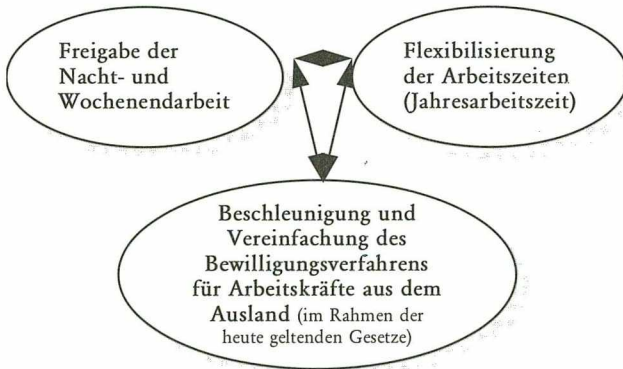 Freigabe der
Nacht- und
Wochenendarbeit
Flexibilisierung
der Arbeitszeiten
(Jahresarbeitszeit)
Beschleunigung und
Vereinfachung des
Bewilligungsverfahrens
für Arbeitskräfte aus dem
Ausland (im Rahmen der
heute geltenden Gesetze)